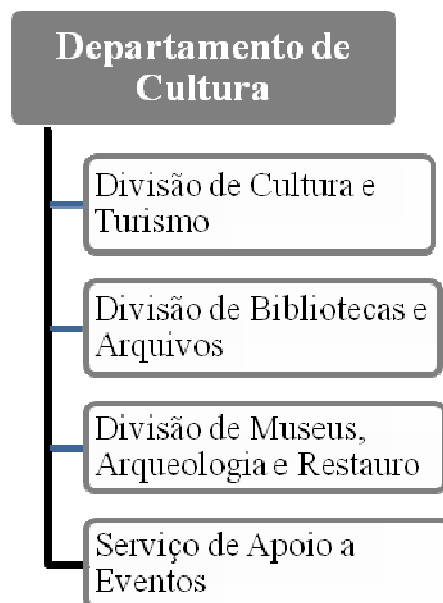 Departamento de
Cultura
Divisão de Cultura e
Turismo
Divisão de Bibliotecas e
Arquivos
Divisão de Museus,
Arqueologia e Restauro
Serviço de Apoio a
Eventos